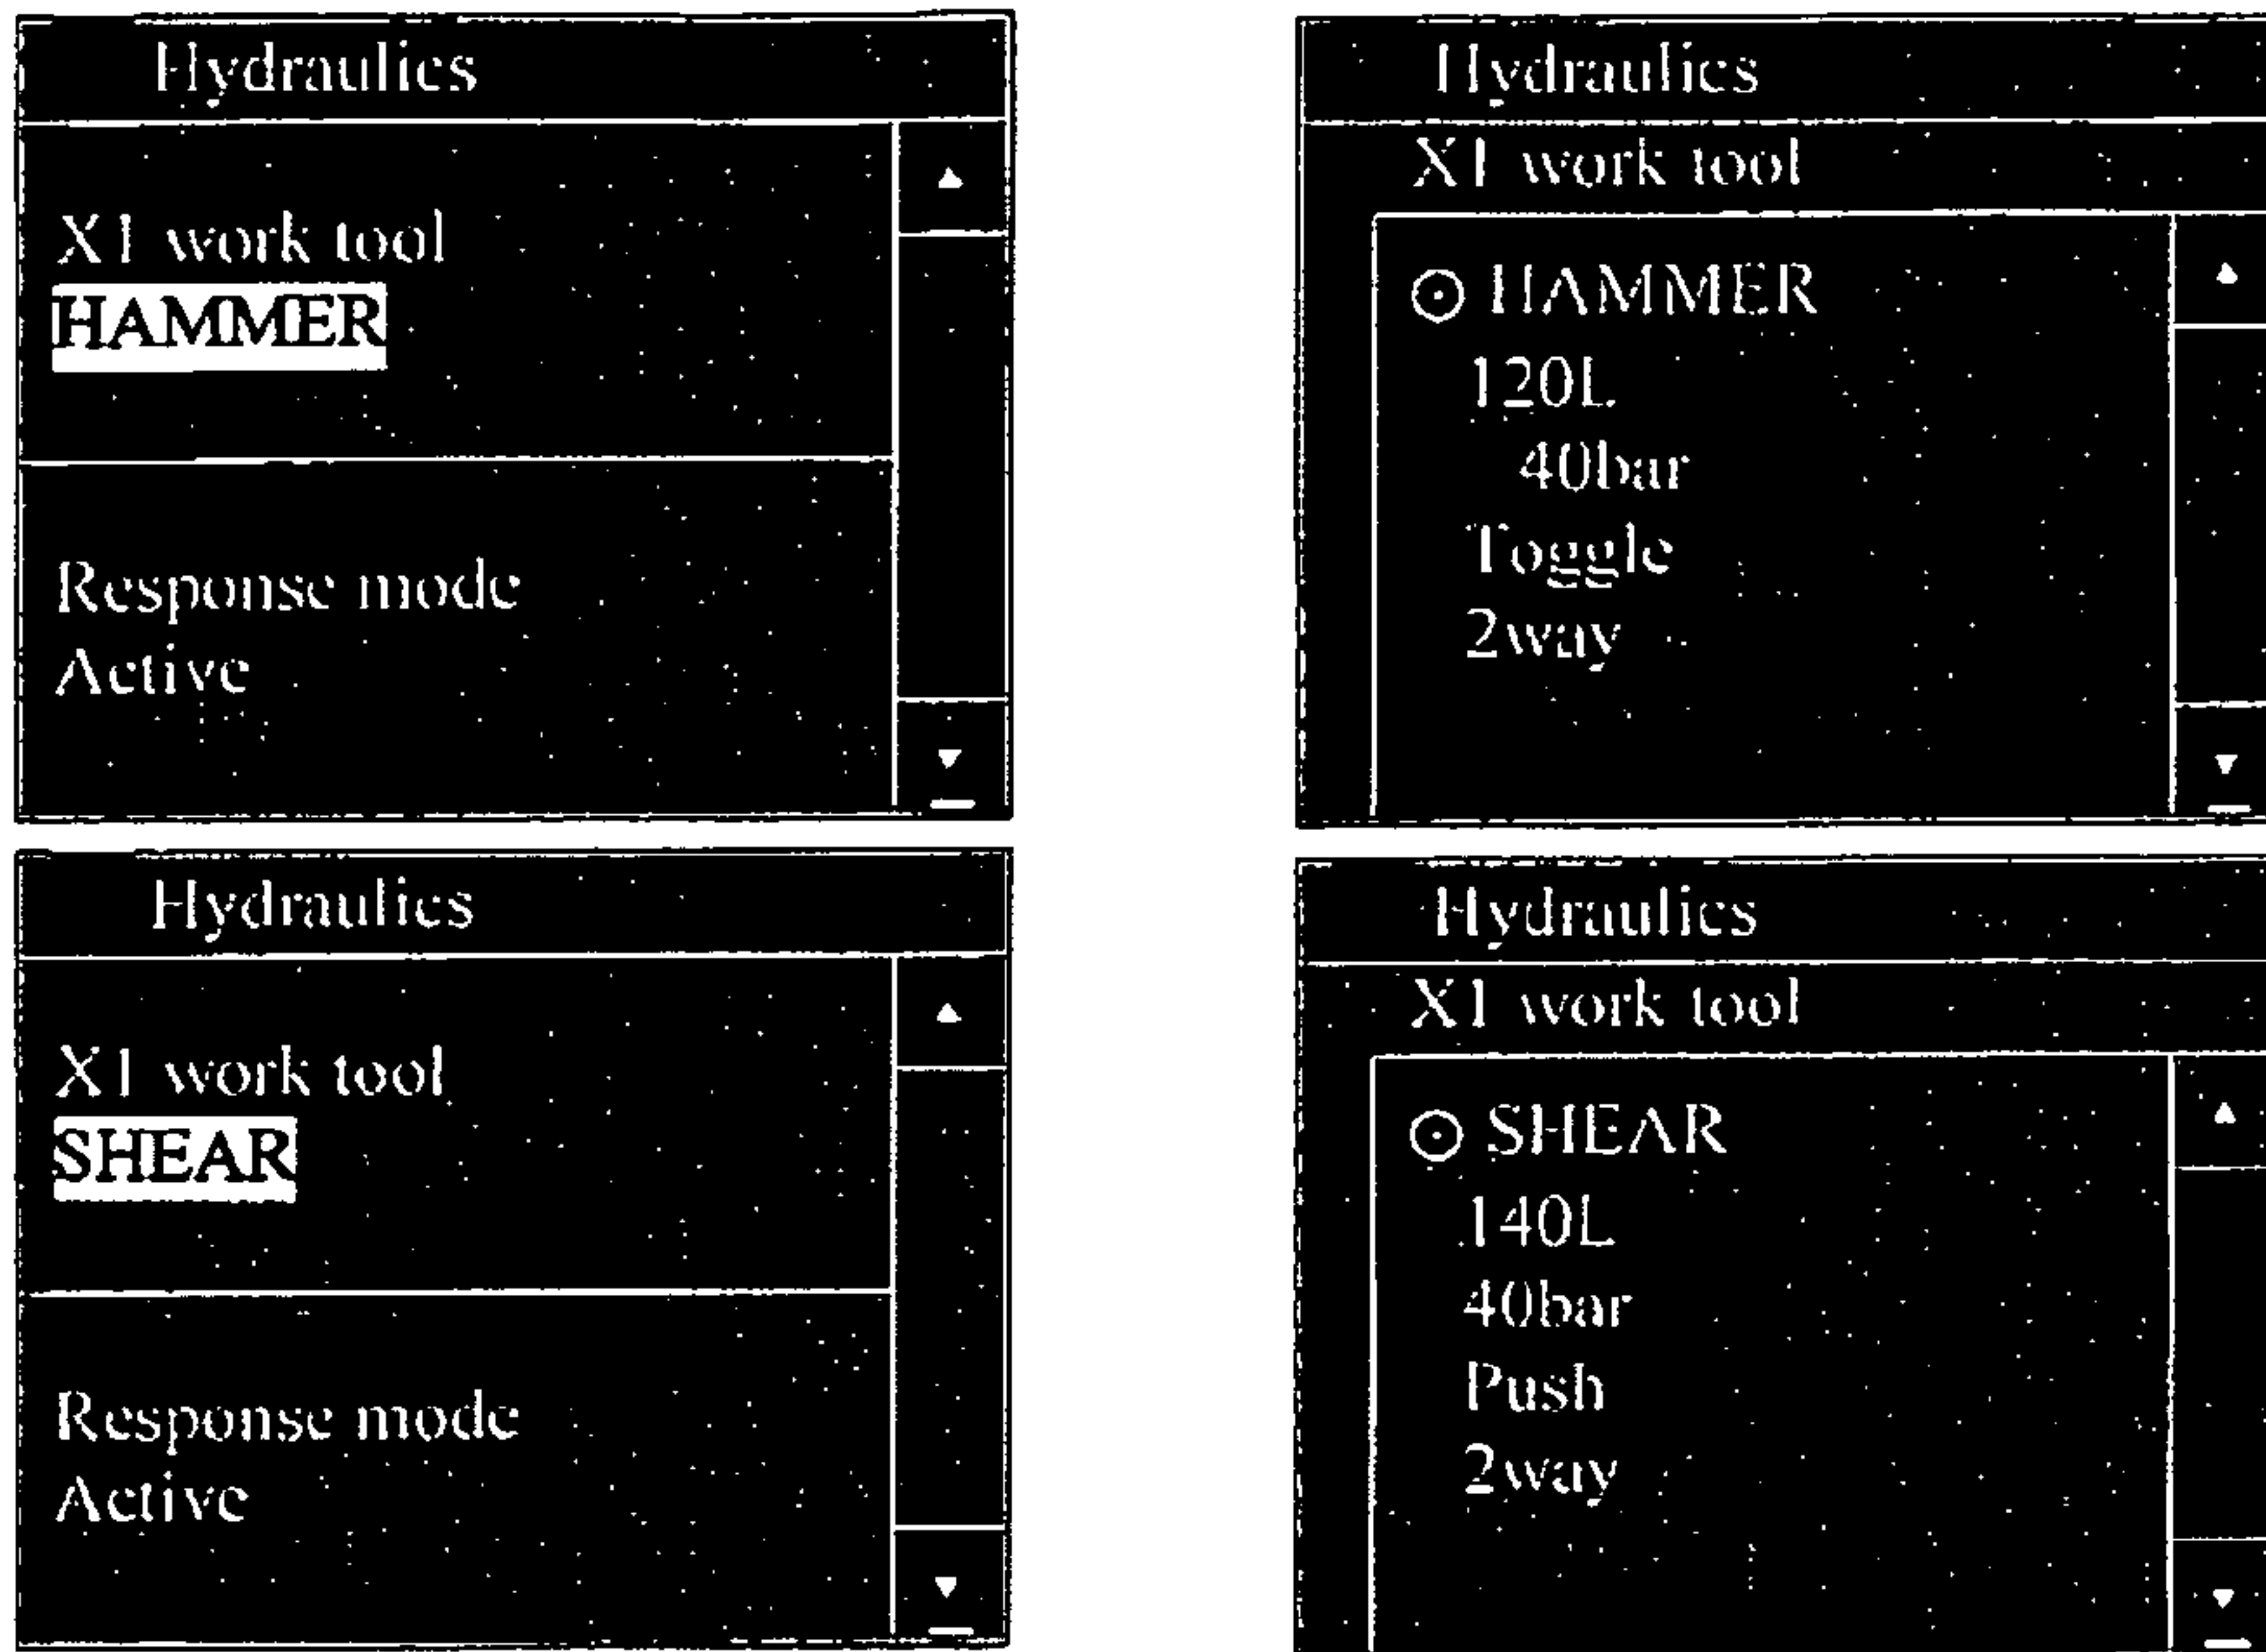 Hydraulics
X1 work tool
HAMMER
Response mode
Active
Hydraulics
X1 work tool
HAMMER
120L
40bar
Toggle
2way
Hydraulics
X1 work tool
SHEAR
Response mode
Active
Hydraulics
X1 work tool
SHEAR
140L
40bar
Push
2way